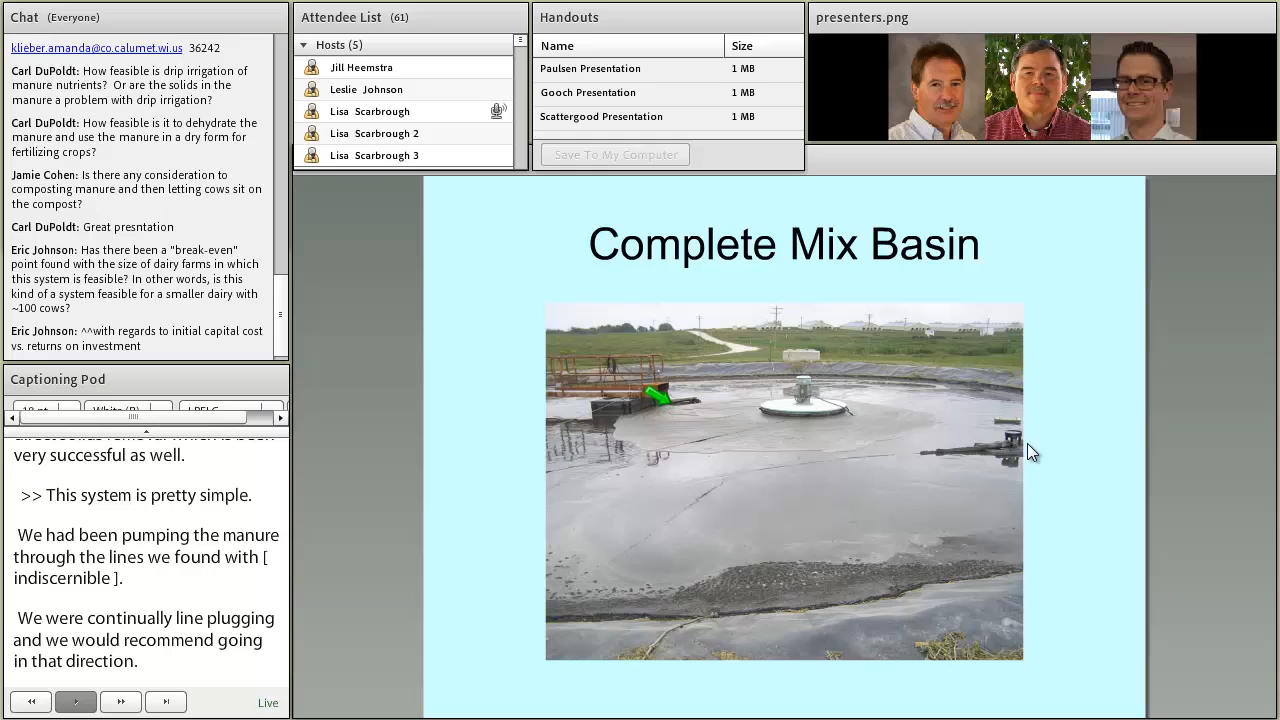 Chat (Everyone)
klieber.amanda@co.calumet.wi.us 36242
Carl DuPoldt: How feasible is drip irrigation of
manure nutrients? Or are the solids in the
manure a problem with drip irrigation?
Carl DuPoldt: How feasible is it to dehydrate the
manure and use the manure in a dry form for
fertilizing crops?
Jamie Cohen: Is there any consideration to
composting manure and then letting cows sit on
the compost?
Carl DuPoldt: Great presntation
Eric Johnson: Has there been a "break-even"
point found with the size of dairy farms in which
this system is feasible? In other words, is this
kind of a system feasible for a smaller dairy with
~100 cows?
Eric Johnson: ^^with regards to initial capital cost
vs. returns on investment
Attendee List (61)
Hosts (5)
Jill Heemstra
Leslie Johnson
Lisa Scarbrough
Lisa Scarbrough 2
Lisa Scarbrough 3
Handouts
Name Size
Paulsen Presentation 1 MB
Gooch Presentation 1 MB
Scattergood Presentation 1 MB
Save To My Computer
presenters.png
Complete Mix Basin
Captioning Pod
very successful as well.
>> This system is pretty simple.
We had been pumping the manure
through the lines we found with [
indiscernible ].
We were continually line plugging
and we would recommend going
in that direction.
Live